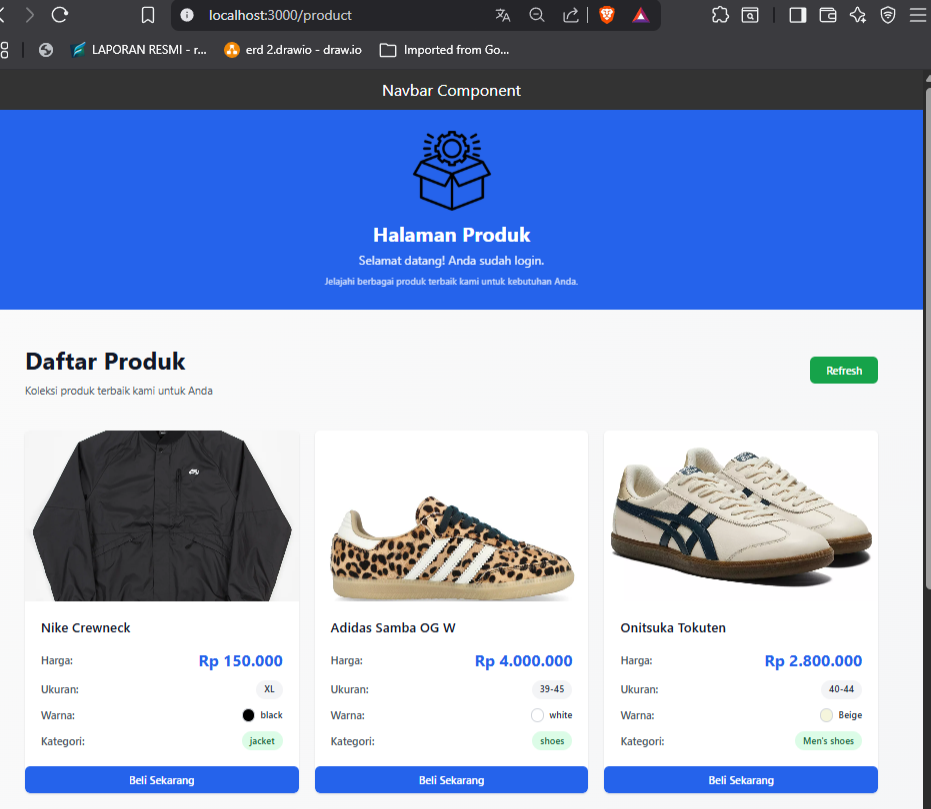 localhost:3000/product
LAPORAN RESMI - r...
erd 2.drawio - draw.io
Imported from Go...
Navbar Component
Halaman Produk
Selamat datang! Anda sudah login.
Jelajahi berbagai produk terbaik kami untuk kebutuhan Anda.
Daftar Produk
Koleksi produk terbaik kami untuk Anda
Refresh
Nike Crewneck
Harga: Rp 150.000
Ukuran: XL
Warna: black
Kategori: jacket
Beli Sekarang
Adidas Samba OG W
Harga: Rp 4.000.000
Ukuran: 39-45
Warna: white
Kategori: shoes
Beli Sekarang
Onitsuka Tokuten
Harga: Rp 2.800.000
Ukuran: 40-44
Warna: Beige
Kategori: Men's shoes
Beli Sekarang